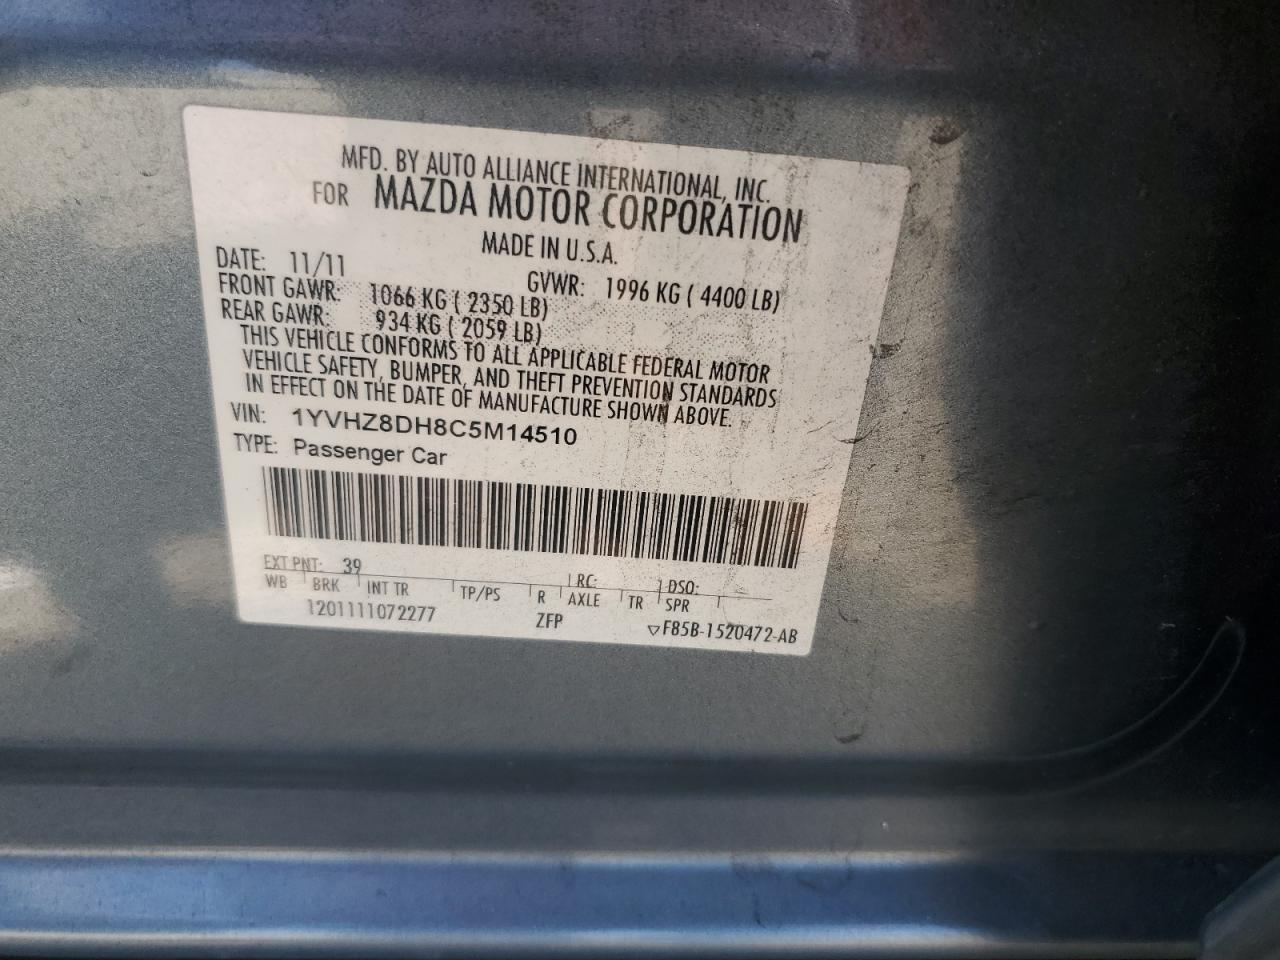 MFD. BY AUTO ALLIANCE INTERNATIONAL, INC.
FOR MAZDA MOTOR CORPORATION
MADE IN U.S.A.
DATE: 11/11 GVWR: 1996 KG ( 4400 LB)
FRONT GAWR: 1066 KG ( 2350 LB)
REAR GAWR: 934 KG ( 2059 LB)
THIS VEHICLE CONFORMS TO ALL APPLICABLE FEDERAL MOTOR
VEHICLE SAFETY, BUMPER, AND THEFT PREVENTION STANDARDS
IN EFFECT ON THE DATE OF MANUFACTURE SHOWN ABOVE.
VIN: 1YVHZ8DH8C5M14510
TYPE: Passenger Car
EXT PNT: 39 RC: DSO:
WB BRK INT TR TP/PS R AXLE TR SPR
1201111072277 ZFP ▽F85B-1520472-AB